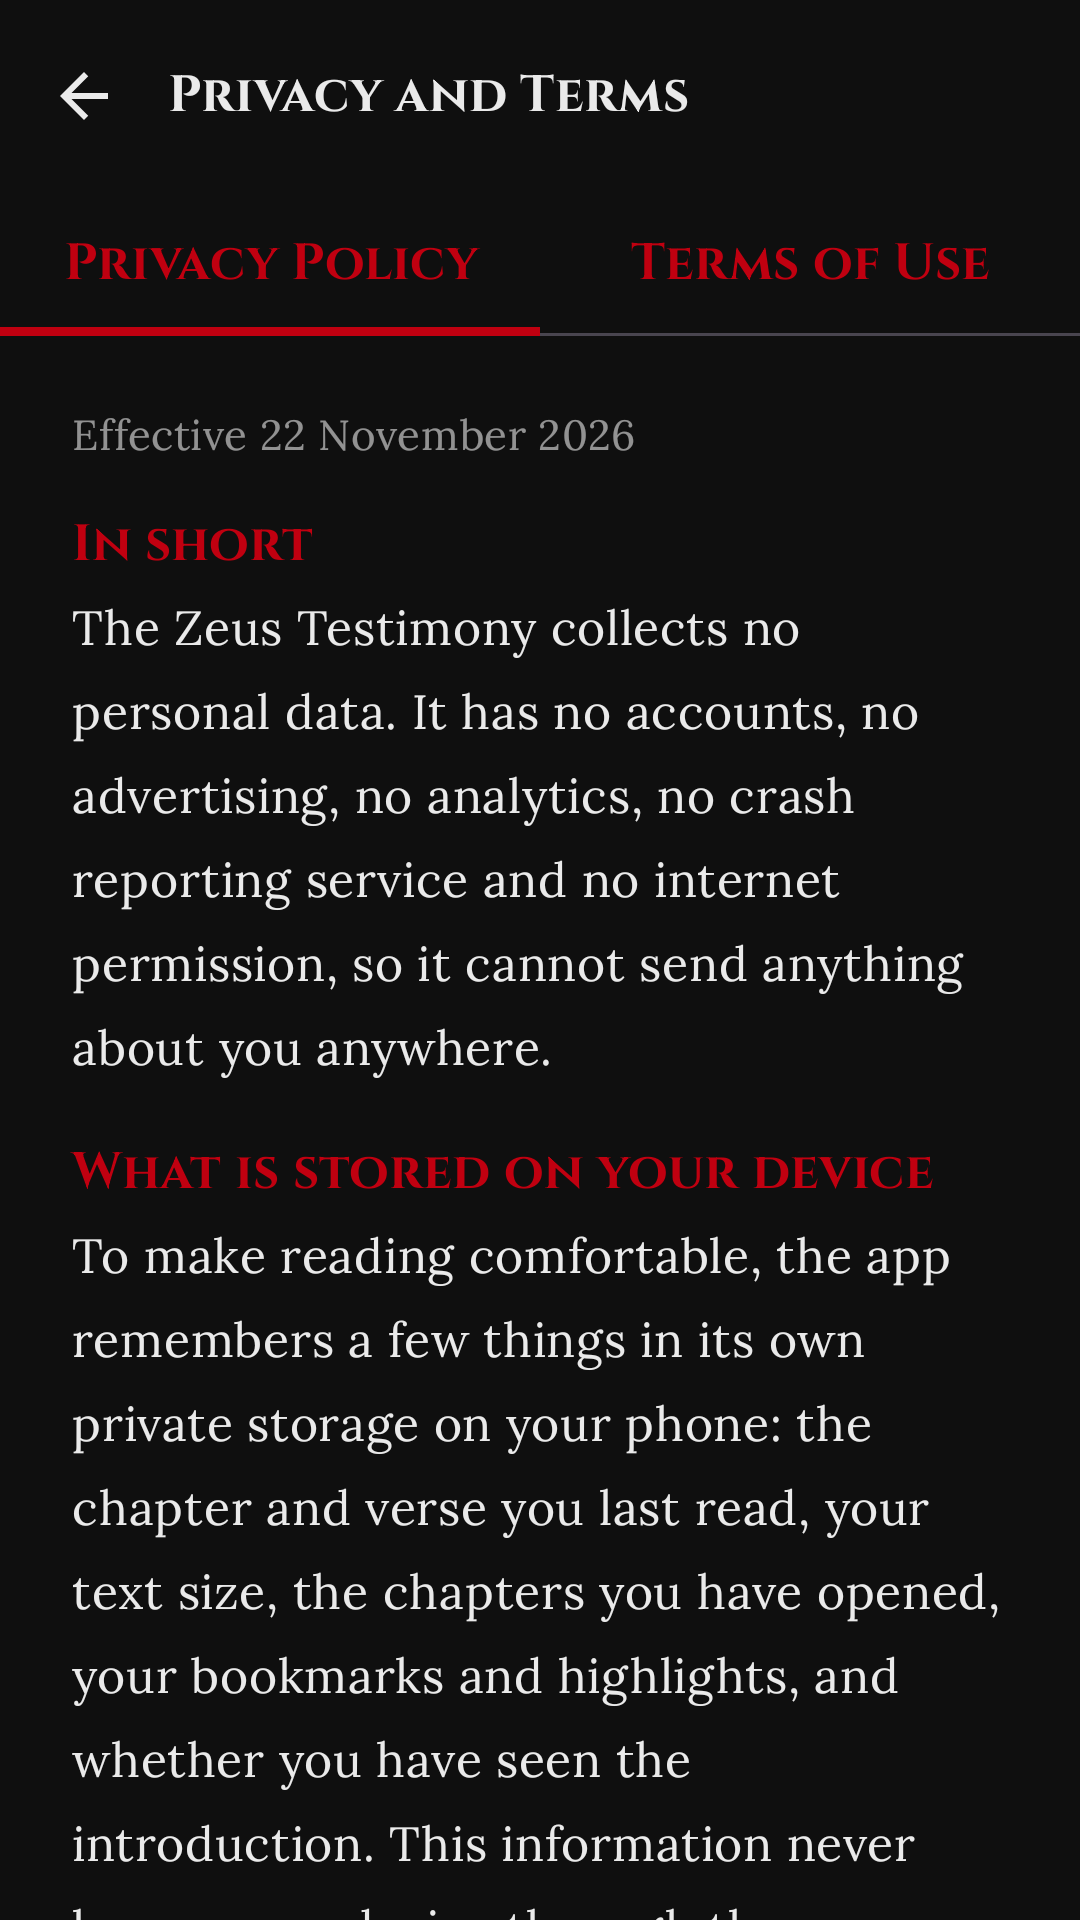 Privacy and Terms
Privacy Policy
Terms of Use
Effective 22 November 2026
In short
The Zeus Testimony collects no
personal data. It has no accounts, no
advertising, no analytics, no crash
reporting service and no internet
permission, so it cannot send anything
about you anywhere.
What is stored on your device
To make reading comfortable, the app
remembers a few things in its own
private storage on your phone: the
chapter and verse you last read, your
text size, the chapters you have opened,
your bookmarks and highlights, and
whether you have seen the
introduction. This information never